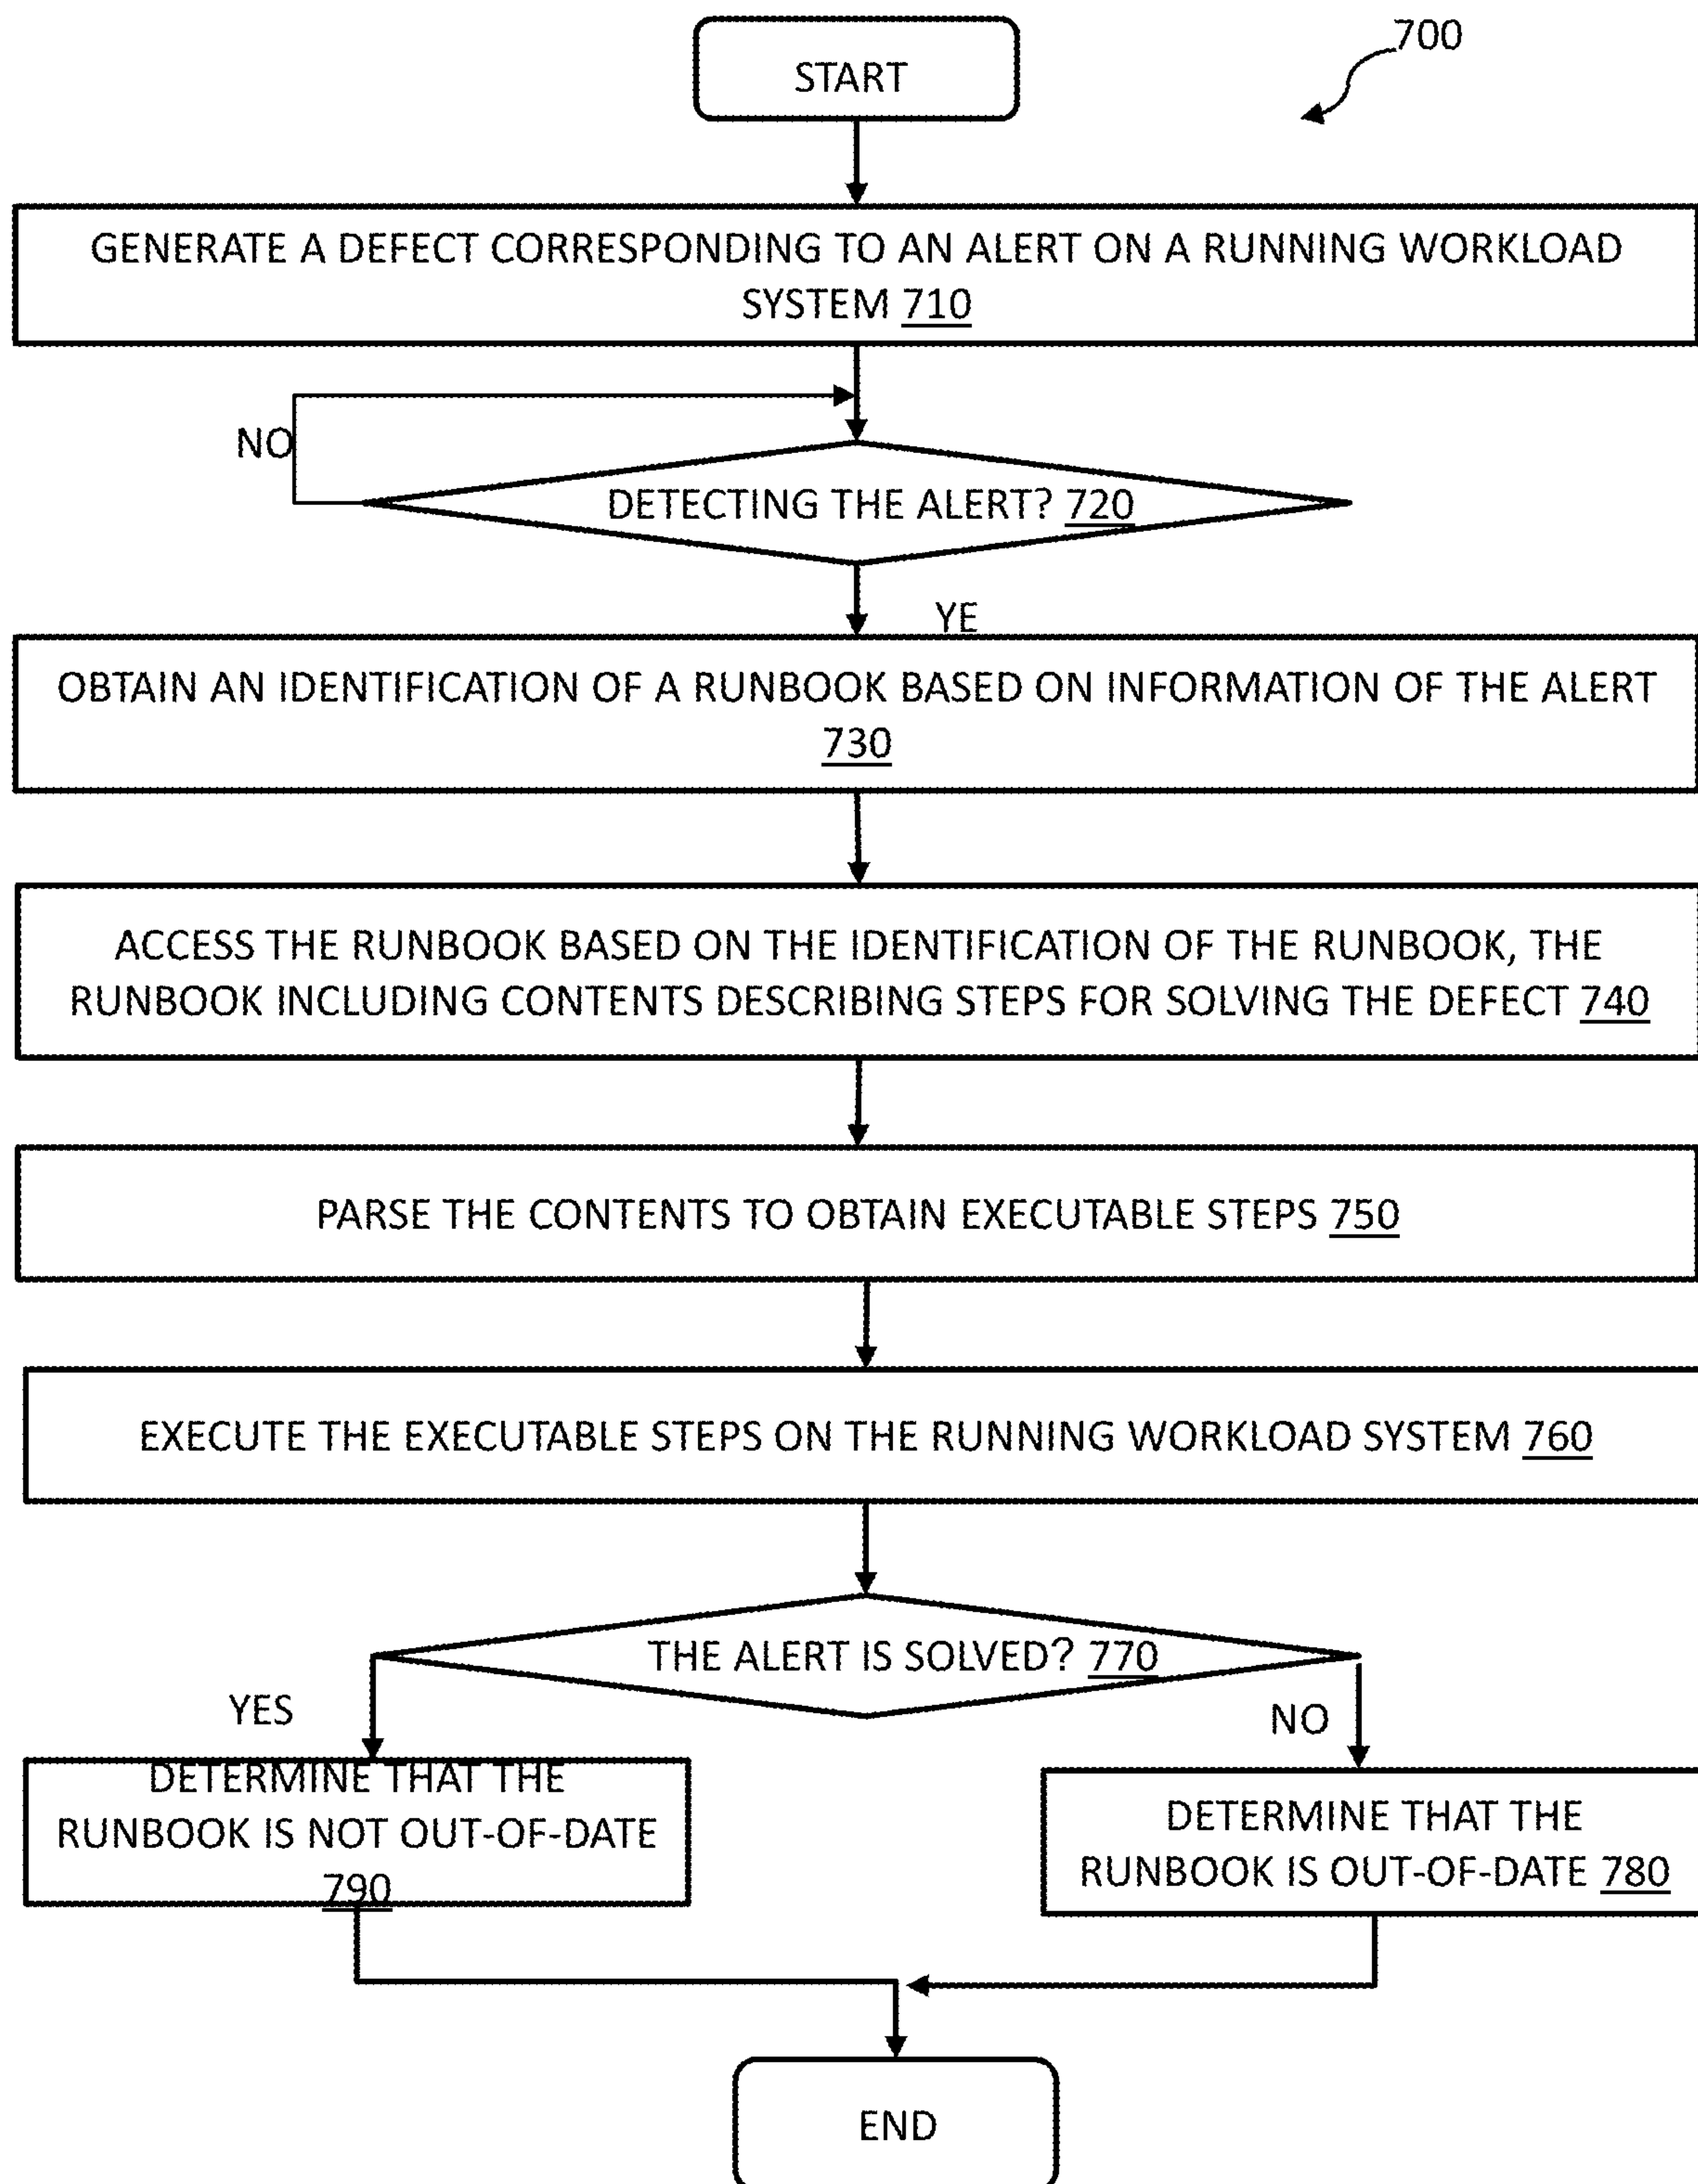 700
START
GENERATE A DEFECT CORRESPONDING TO AN ALERT ON A RUNNING WORKLOAD
SYSTEM 710
NO
DETECTING THE ALERT? 720
YE
OBTAIN AN IDENTIFICATION OF A RUNBOOK BASED ON INFORMATION OF THE ALERT
730
ACCESS THE RUNBOOK BASED ON THE IDENTIFICATION OF THE RUNBOOK, THE
RUNBOOK INCLUDING CONTENTS DESCRIBING STEPS FOR SOLVING THE DEFECT 740
PARSE THE CONTENTS TO OBTAIN EXECUTABLE STEPS 750
EXECUTE THE EXECUTABLE STEPS ON THE RUNNING WORKLOAD SYSTEM 760
THE ALERT IS SOLVED? 770
YES
NO
DETERMINE THAT THE
RUNBOOK IS NOT OUT-OF-DATE
790
DETERMINE THAT THE
RUNBOOK IS OUT-OF-DATE 780
END